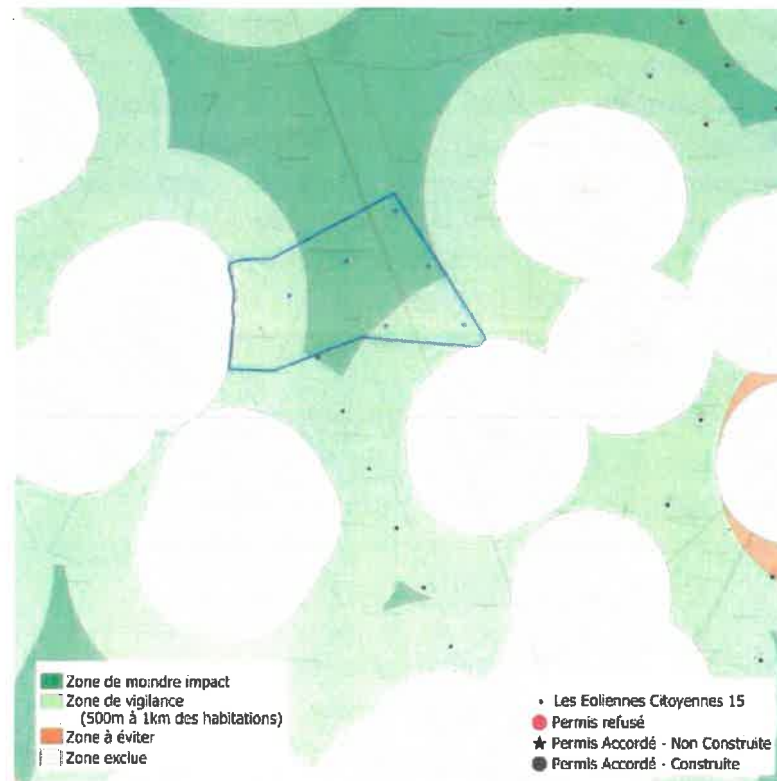 Zone de moindre impact
Zone de vigilance
(500m à 1km des habitations)
Zone à éviter
Zone exclue
Les Eoliennes Citoyennes 15
Permis refusé
Permis Accordé - Non Construite
Permis Accordé - Construite